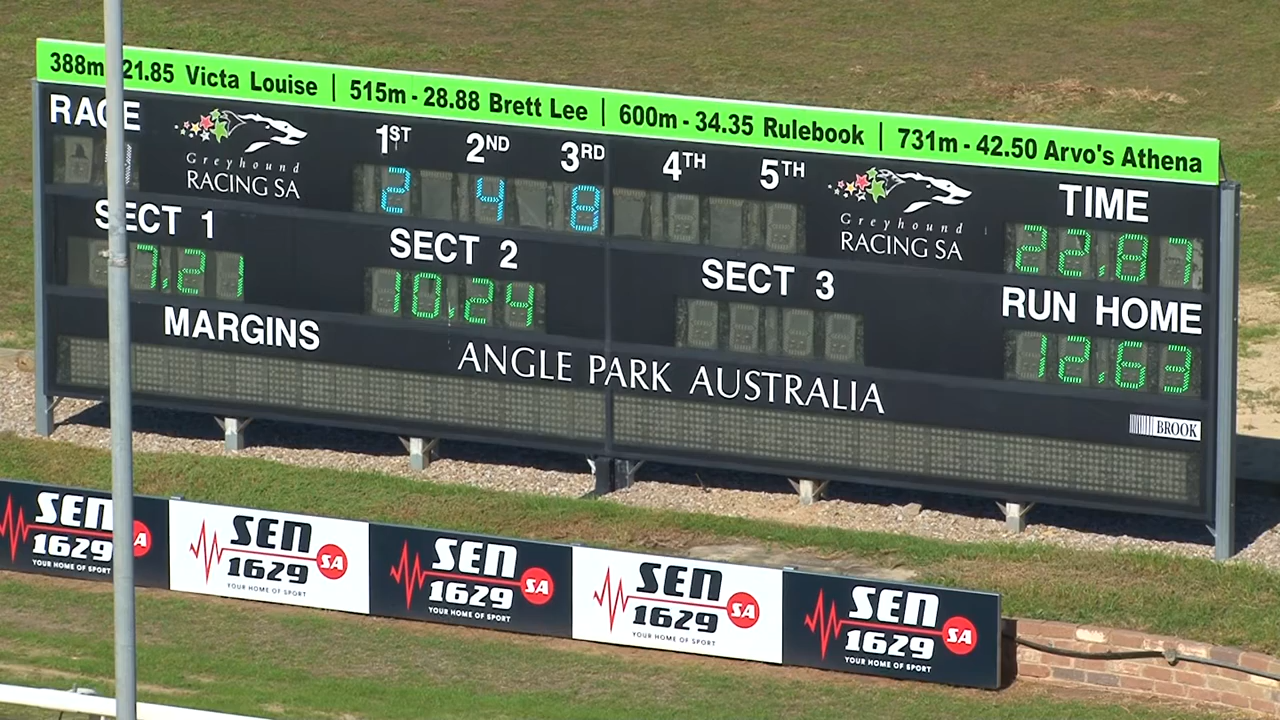 388m 21.85 Victa Louise | 515m - 28.88 Brett Lee | 600m - 34.35 Rulebook | 731m - 42.50 Arvo's Athena
RACE
Greyhound
RACING SA
1ST 2ND 3RD 4TH 5TH
2 4 8
Greyhound
RACING SA
TIME
22.87
SECT 1
7.21
SECT 2
10.24
SECT 3
RUN HOME
12.63
MARGINS
ANGLE PARK AUSTRALIA
BROOK
SEN
1629
YOUR HOME OF SPORT
SEN
1629 SA
YOUR HOME OF SPORT
SEN
1629 SA
YOUR HOME OF SPORT
SEN
1629 SA
YOUR HOME OF SPORT
SEN
1629 SA
YOUR HOME OF SPORT